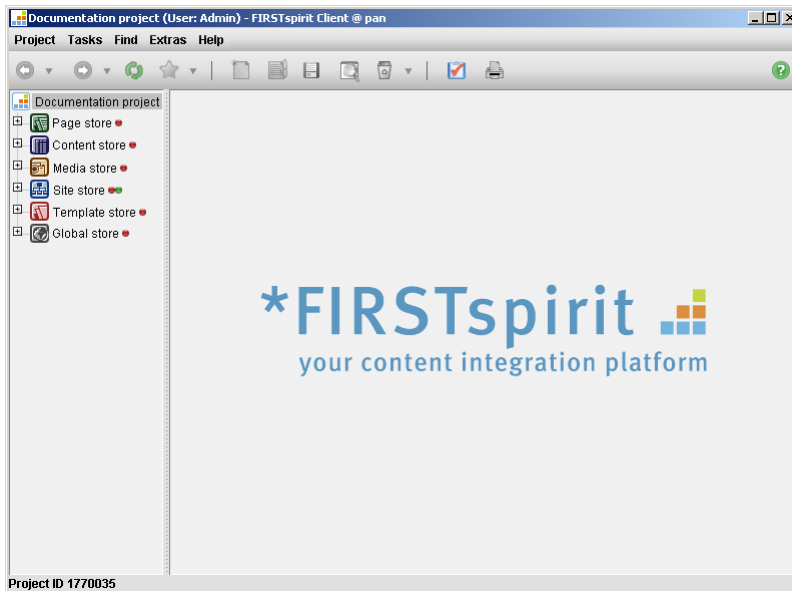 Documentation project (User: Admin) - FIRSTspirit Client @ pan
Project Tasks Find Extras Help
Documentation project
Page store
Content store
Media store
Site store
Template store
Global store
*FIRSTspirit
your content integration platform
Project ID 1770035